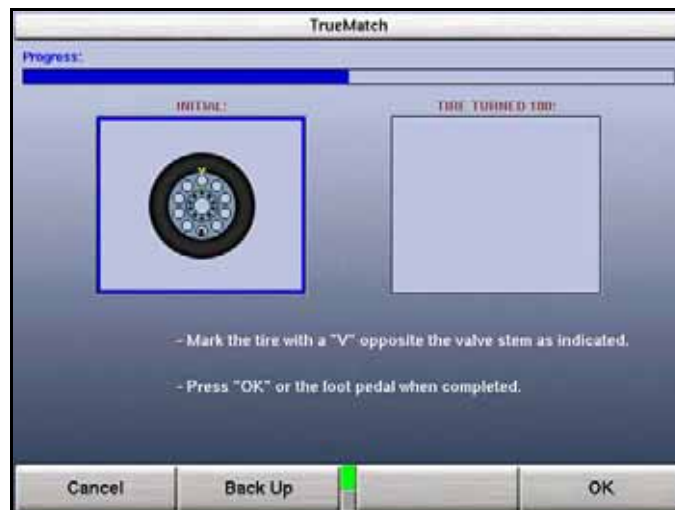 TrueMatch
Progress:
INITIAL:
TIRE TURNED 180:
V
- Mark the tire with a "V" opposite the valve stem as indicated.
- Press "OK" or the foot pedal when completed.
Cancel
Back Up
OK